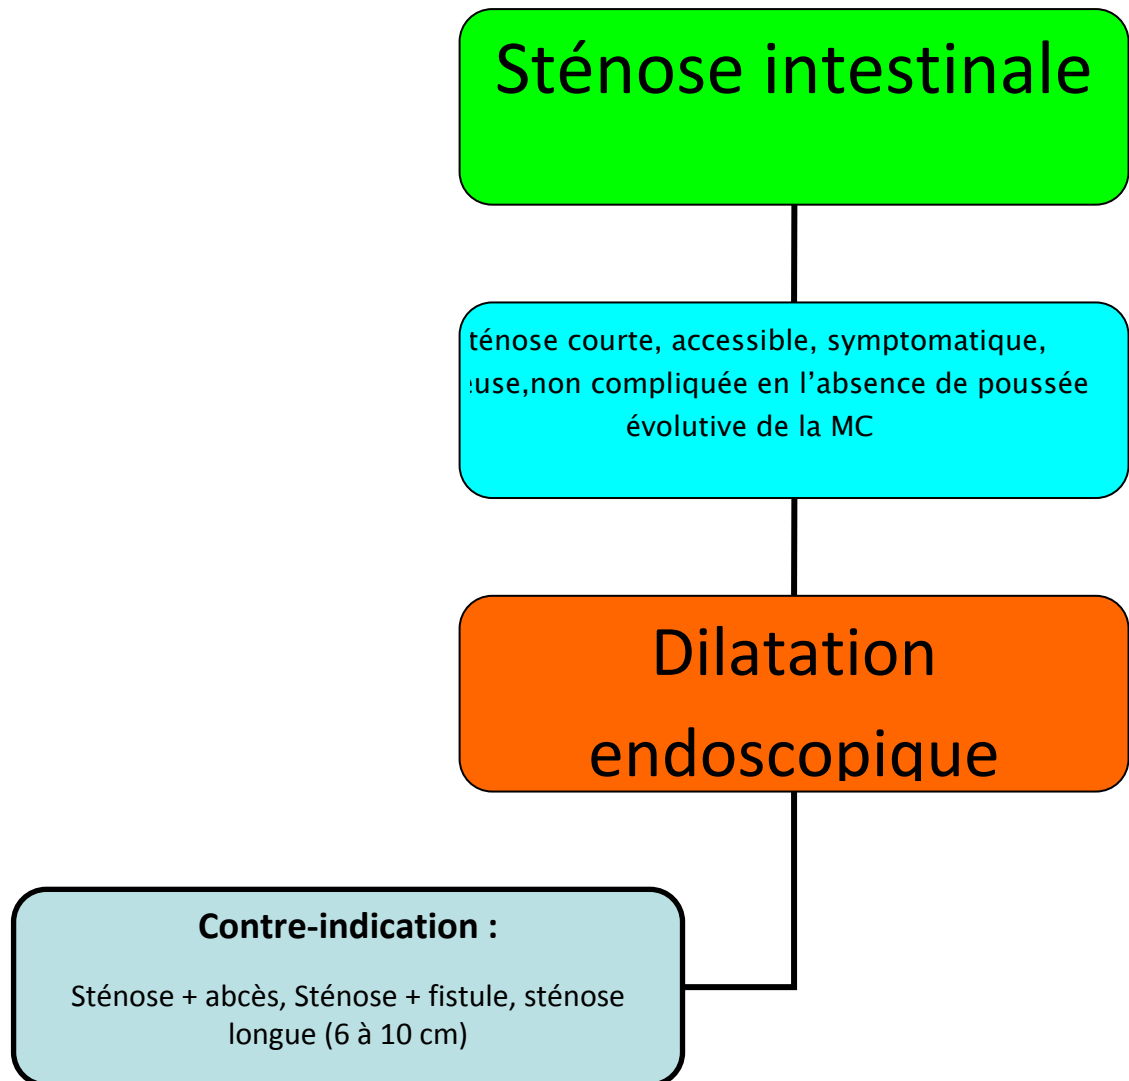 Sténose intestinale
ténose courte, accessible, symptomatique,
euse,non compliquée en l’absence de poussée
évolutive de la MC
Dilatation
endoscopique
Contre-indication :
Sténose + abcès, Sténose + fistule, sténose
longue (6 à 10 cm)